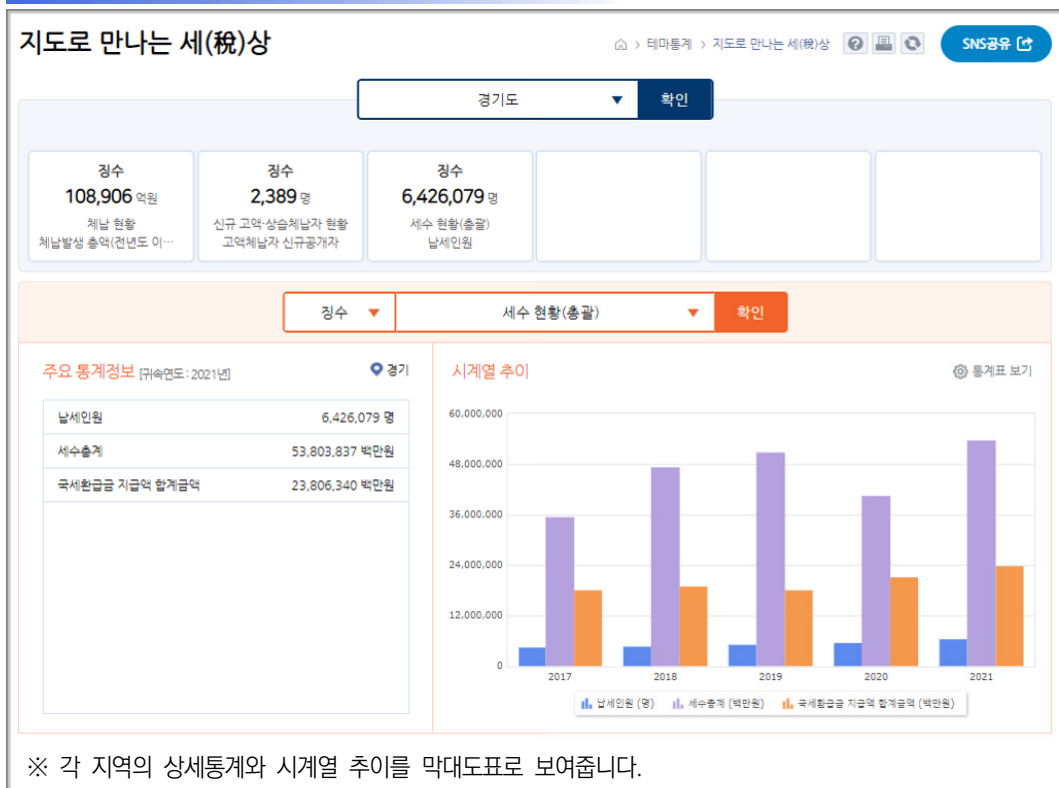 지도로 만나는 세(稅)상
> 테마통계 > 지도로 만나는 세(稅)상
SNS공유
경기도 ▼ 확인
징수
108,906 억원
체납 현황
체납발생 총액(전년도 이…
징수
2,389 명
신규 고액·상습체납자 현황
고액체납자 신규공개자
징수
6,426,079 명
세수 현황(총괄)
납세인원
징수 ▼ 세수 현황(총괄) ▼ 확인
주요 통계정보 [귀속연도 : 2021년] 경기
납세인원 6,426,079 명
세수총계 53,803,837 백만원
국세환급금 지급액 합계금액 23,806,340 백만원
시계열 추이 통계표 보기
60,000,000
48,000,000
36,000,000
24,000,000
12,000,000
0
2017 2018 2019 2020 2021
납세인원 (명) 세수총계 (백만원) 국세환급금 지급액 합계금액 (백만원)
※ 각 지역의 상세통계와 시계열 추이를 막대도표로 보여줍니다.